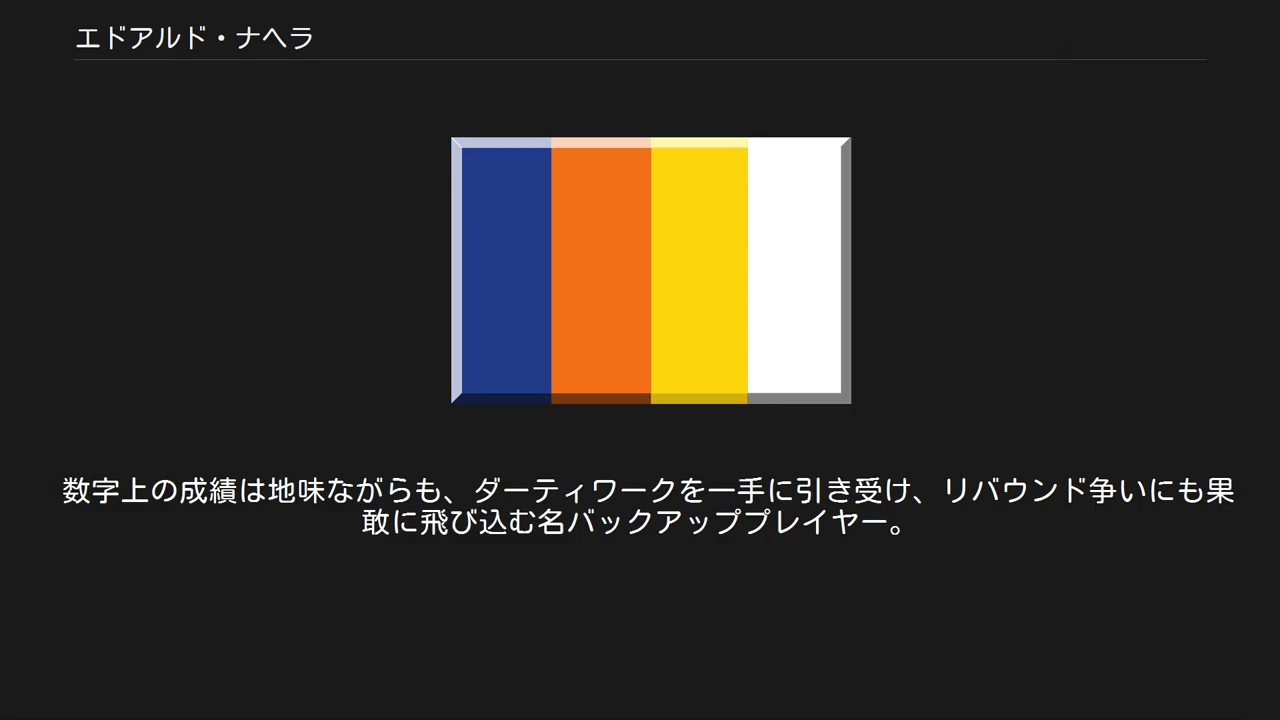 エドアルド・ナヘラ
数字上の成績は地味ながらも、ダーティワークを一手に引き受け、リバウンド争いにも果
敢に飛び込む名バックアッププレイヤー。